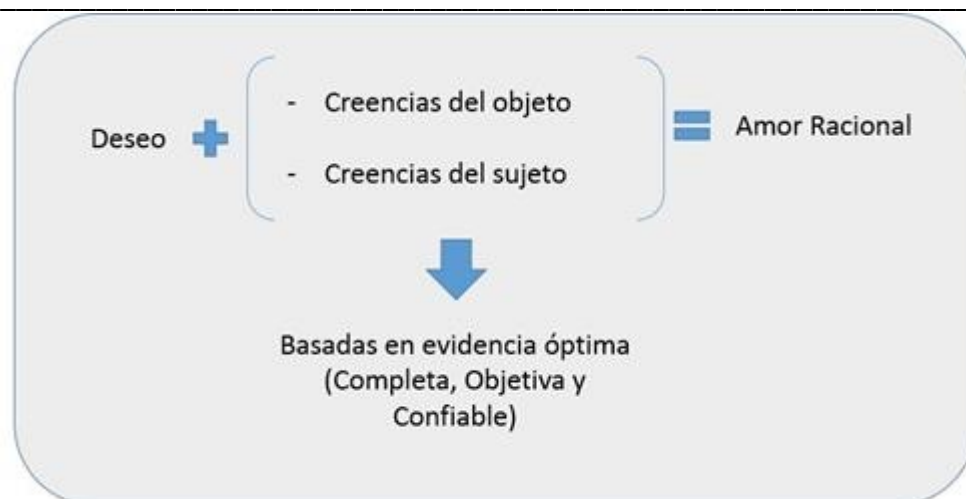 - Creencias del objeto
Deseo
Amor Racional
- Creencias del sujeto
Basadas en evidencia óptima
(Completa, Objetiva y
Confiable)